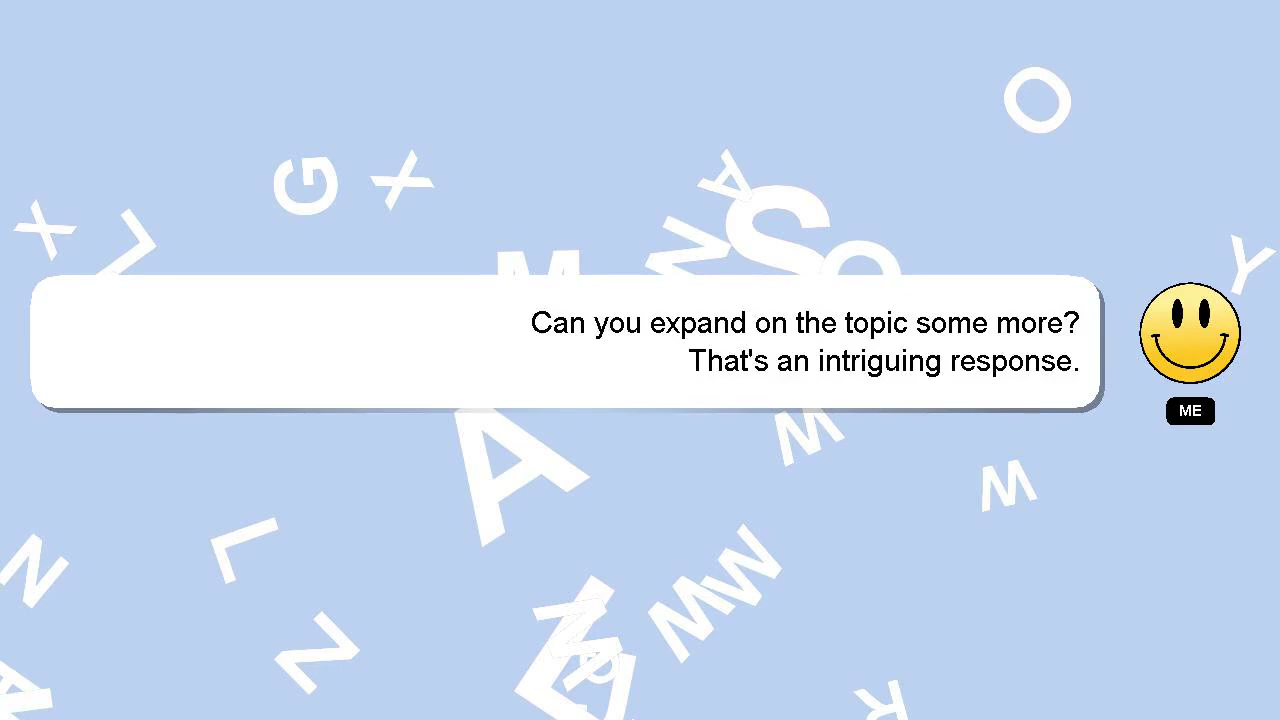 O
G
X
A
S
X
L
N
M
O
Y
Can you expand on the topic some more?
That's an intriguing response.
ME
A
W
W
L
N
W
M
Z
Z
R
A